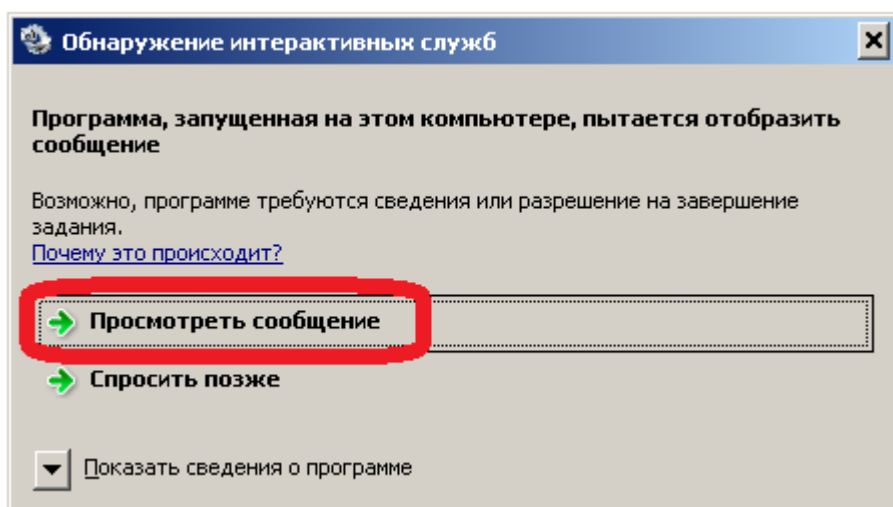 Обнаружение интерактивных служб
Программа, запущенная на этом компьютере, пытается отобразить
сообщение
Возможно, программе требуются сведения или разрешение на завершение
задания.
Почему это происходит?
Просмотреть сообщение
Спросить позже
Показать сведения о программе